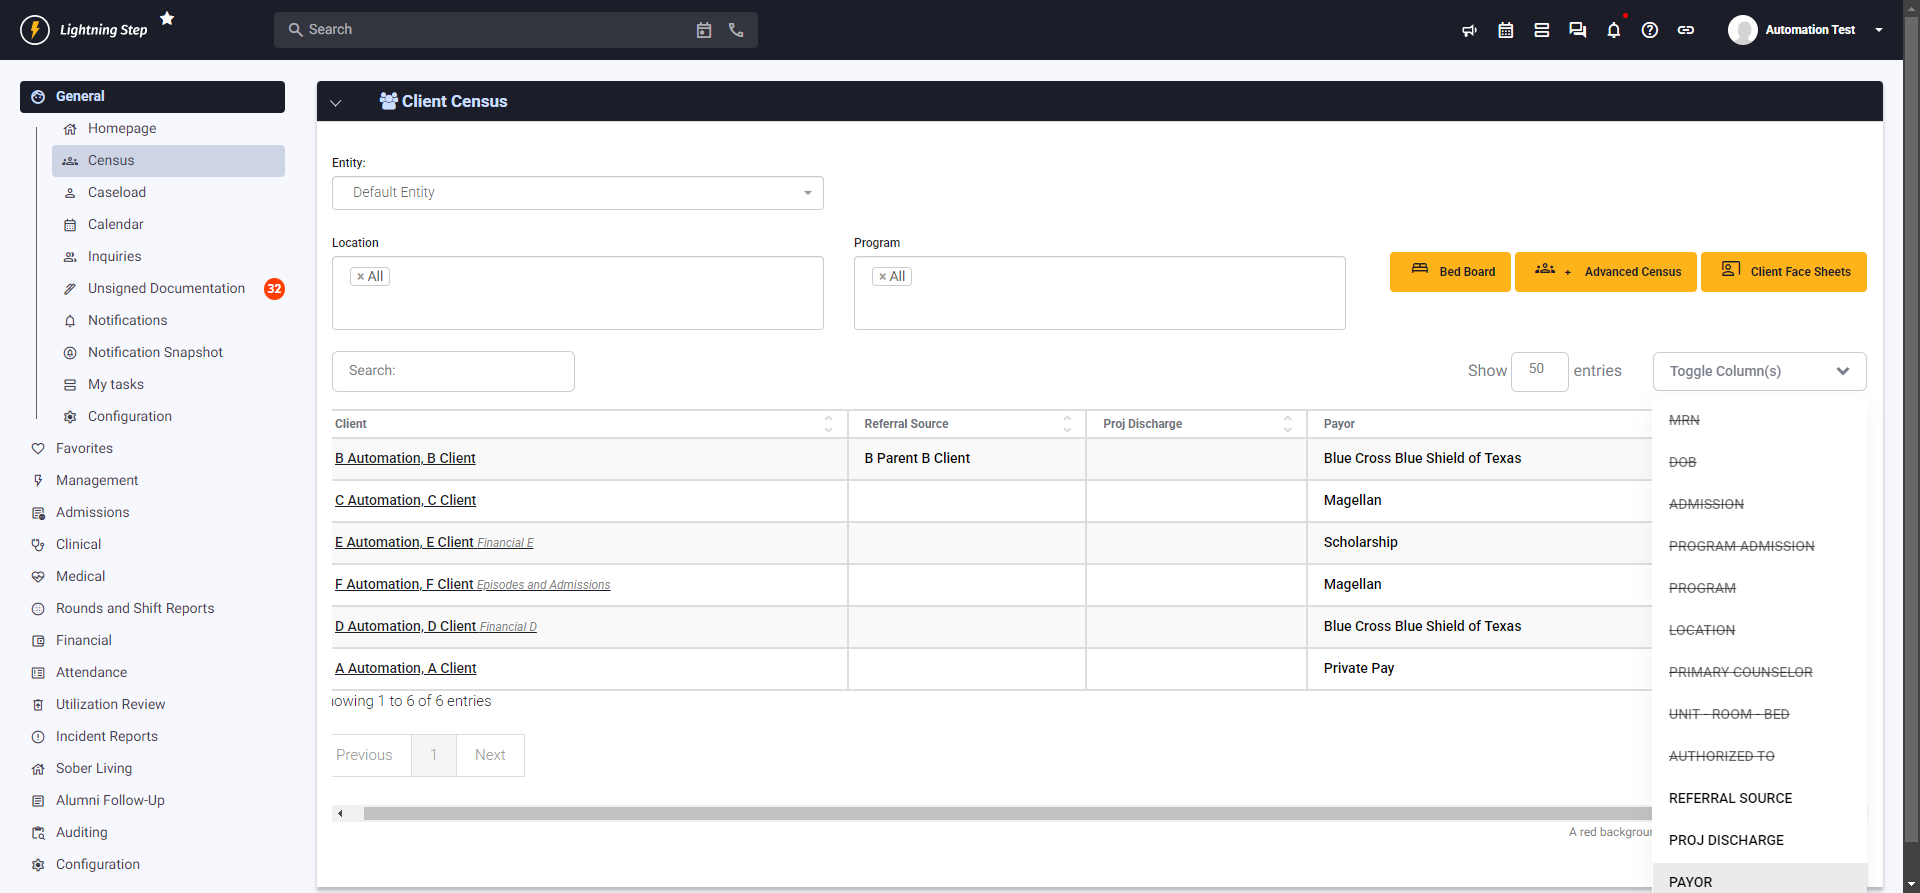 Lightning Step
Search
Automation Test
General
Homepage
Census
Caseload
Calendar
Inquiries
Unsigned Documentation 32
Notifications
Notification Snapshot
My tasks
Configuration
Favorites
Management
Admissions
Clinical
Medical
Rounds and Shift Reports
Financial
Attendance
Utilization Review
Incident Reports
Sober Living
Alumni Follow-Up
Auditing
Configuration
Client Census
Entity:
Default Entity
Location
Program
× All
× All
Bed Board
+ Advanced Census
Client Face Sheets
Search:
Show 50 entries
Toggle Column(s)
Client Referral Source Proj Discharge Payor
B Automation, B Client B Parent B Client Blue Cross Blue Shield of Texas
C Automation, C Client Magellan
E Automation, E Client Financial E Scholarship
F Automation, F Client Episodes and Admissions Magellan
D Automation, D Client Financial D Blue Cross Blue Shield of Texas
A Automation, A Client Private Pay
owing 1 to 6 of 6 entries
Previous 1 Next
A red backgrou
MRN
DOB
ADMISSION
PROGRAM ADMISSION
PROGRAM
LOCATION
PRIMARY COUNSELOR
UNIT - ROOM - BED
AUTHORIZED TO
REFERRAL SOURCE
PROJ DISCHARGE
PAYOR